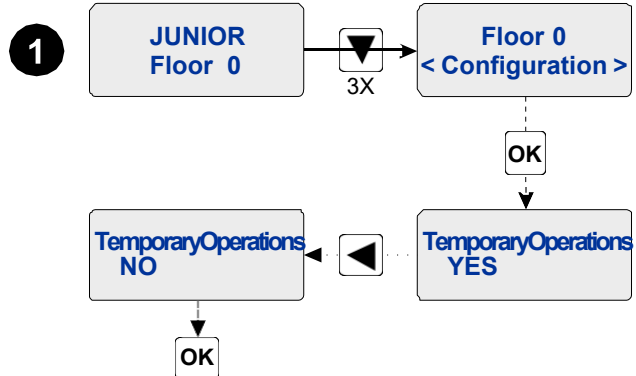 1
JUNIOR
Floor 0
3X
Floor 0
< Configuration >
OK
TemporaryOperations
YES
TemporaryOperations
NO
OK